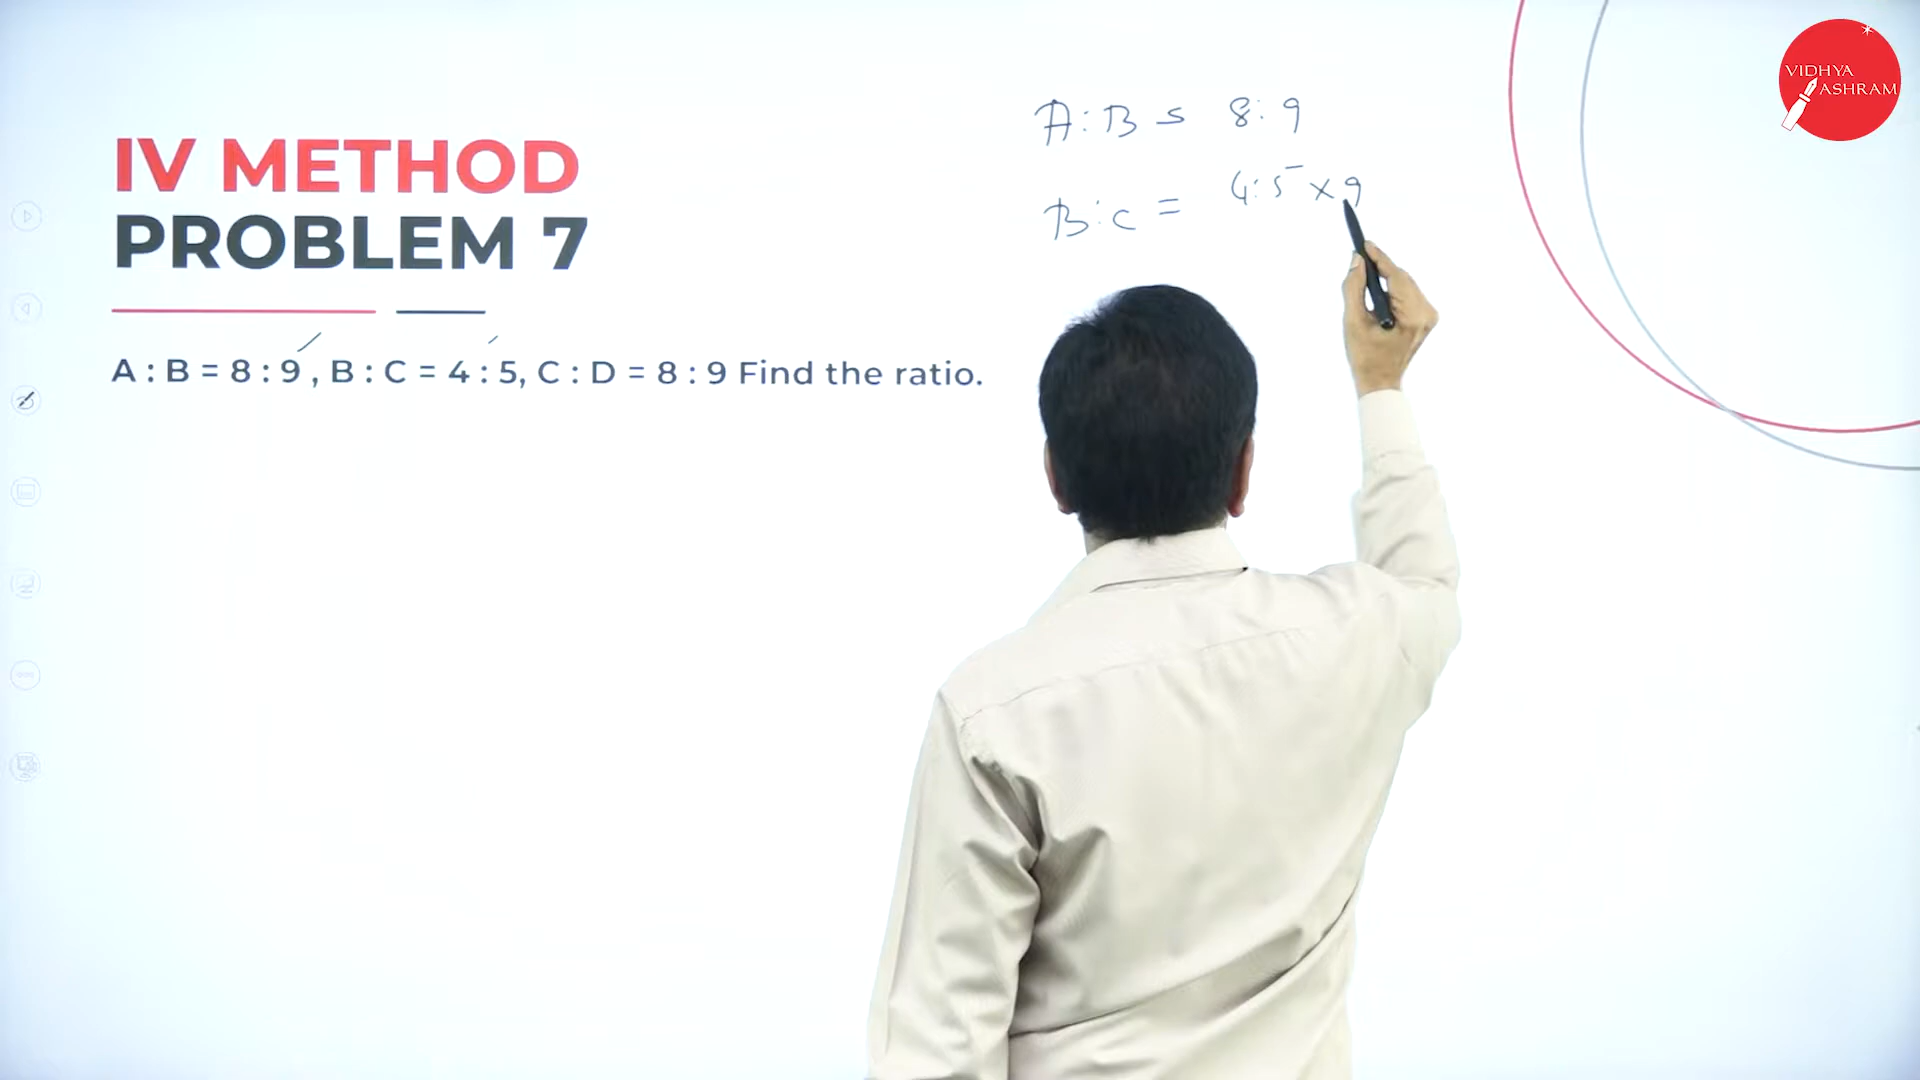 VIDHYA
ASHRAM
IV METHOD
PROBLEM 7
A : B = 8 : 9 , B : C = 4 : 5, C : D = 8 : 9 Find the ratio.
A : B = 8 : 9
B : C = 4 : 5 × 9